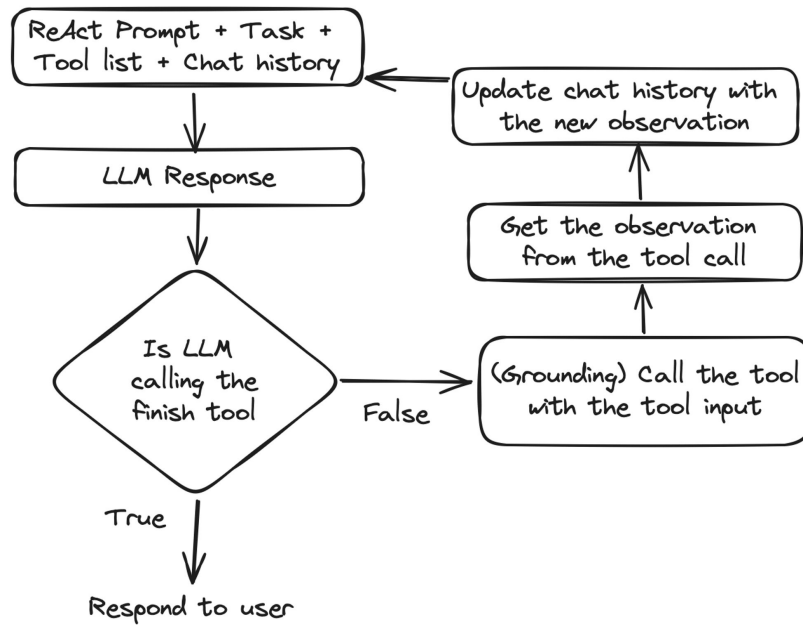 ReAct Prompt + Task +
Tool list + Chat history
LLM Response
Is LLM
calling the
finish tool
False
True
Respond to user
(Grounding) Call the tool
with the tool input
Get the observation
from the tool call
Update chat history with
the new observation